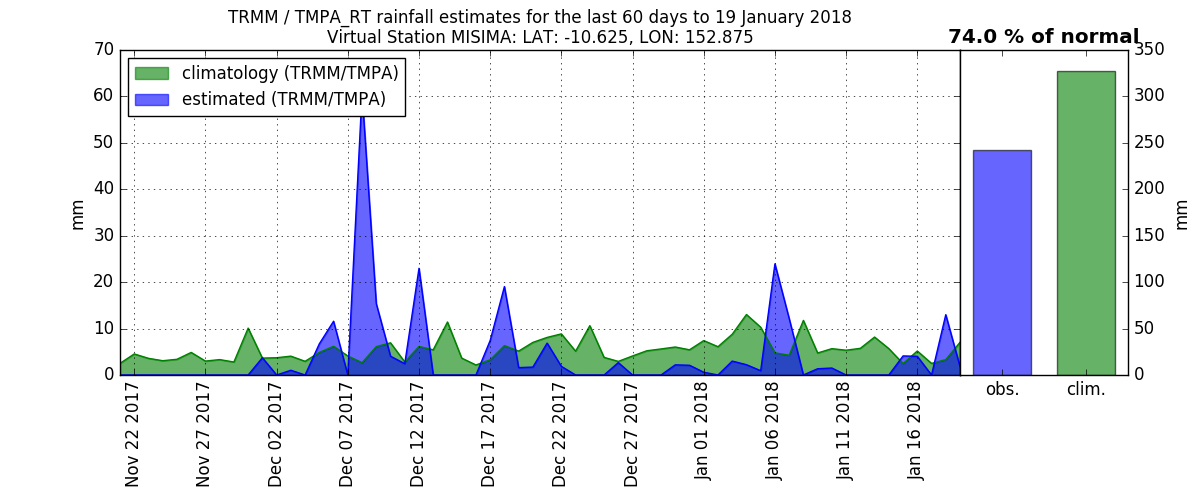 TRMM / TMPA_RT rainfall estimates for the last 60 days to 19 January 2018
Virtual Station MISIMA: LAT: -10.625, LON: 152.875
74.0 % of normal
climatology (TRMM/TMPA)
estimated (TRMM/TMPA)
70
60
50
40
30
20
10
0
mm
350
300
250
200
150
100
50
0
mm
Nov 22 2017
Nov 27 2017
Dec 02 2017
Dec 07 2017
Dec 12 2017
Dec 17 2017
Dec 22 2017
Dec 27 2017
Jan 01 2018
Jan 06 2018
Jan 11 2018
Jan 16 2018
obs.
clim.